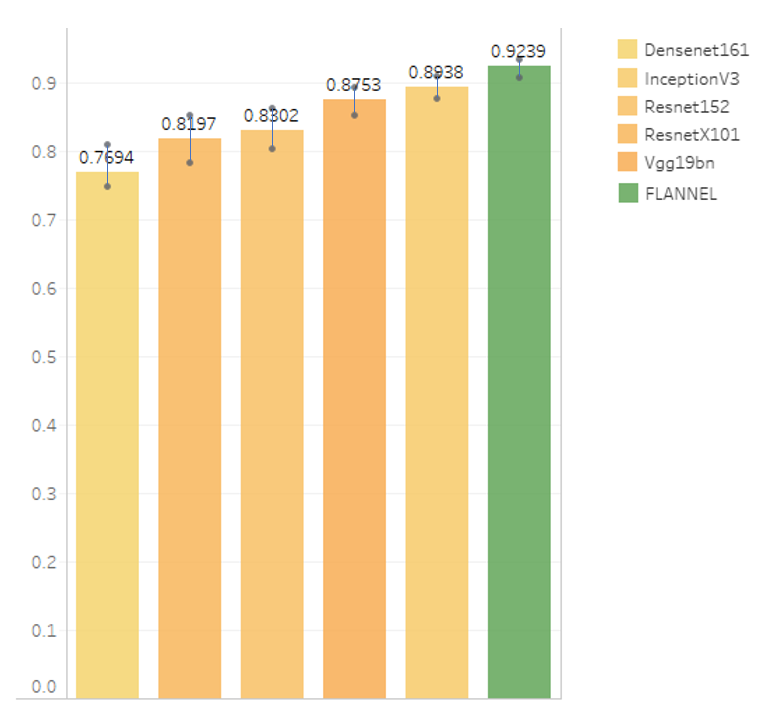 0.9239
0.8938
0.8753
0.8302
0.8197
0.7694
0.9
0.8
0.7
0.6
0.5
0.4
0.3
0.2
0.1
0.0
Densenet161
InceptionV3
Resnet152
ResnetX101
Vgg19bn
FLANNEL